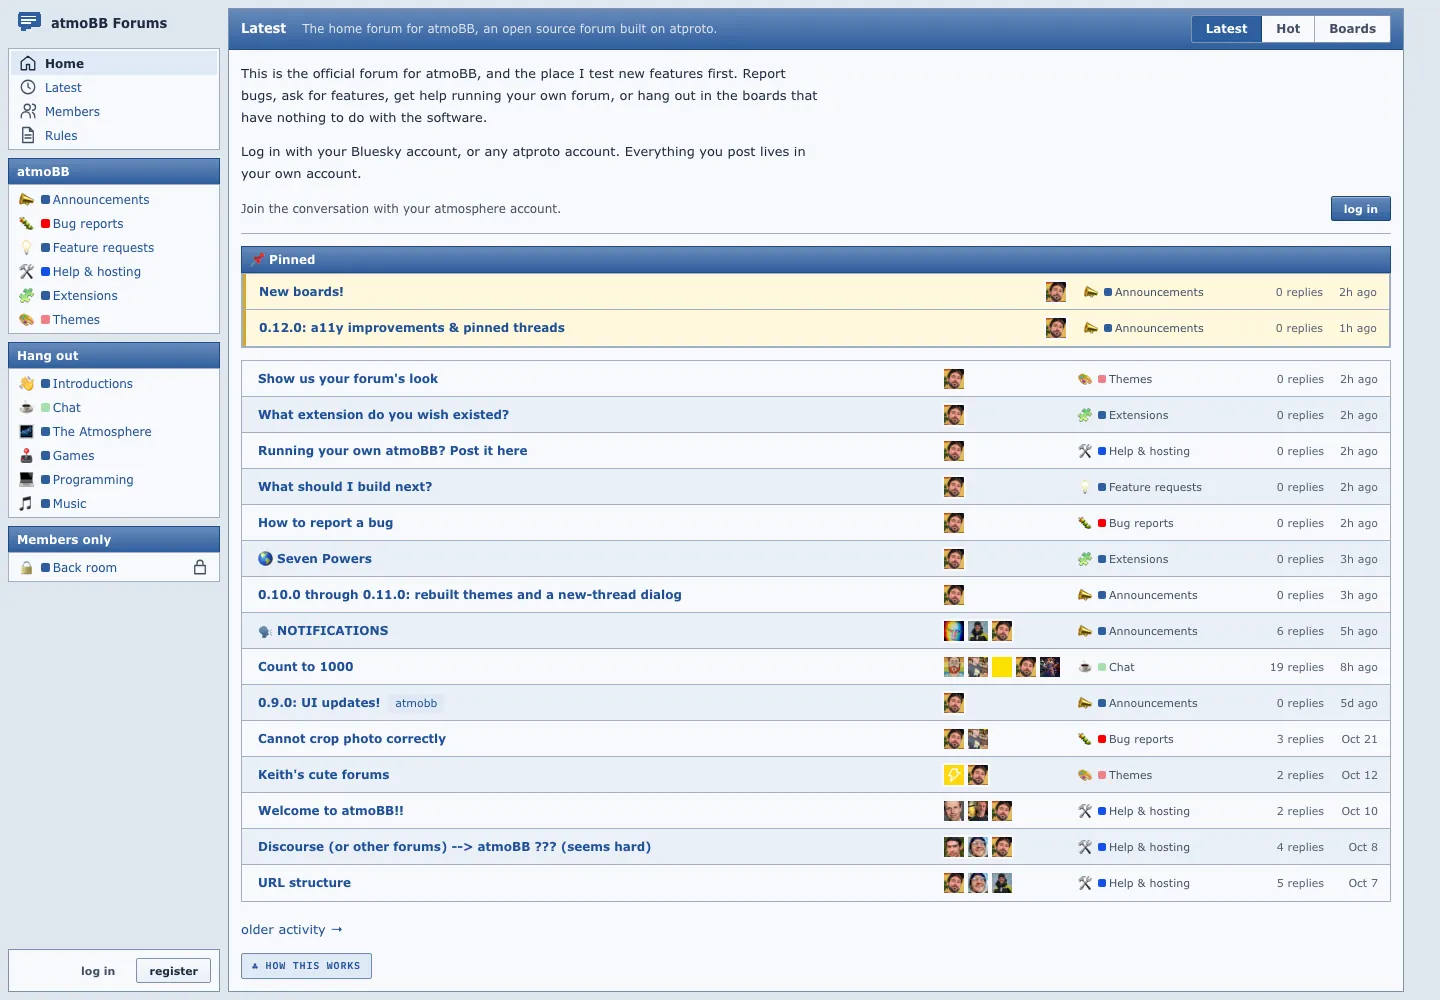 atmoBB Forums
Home
Latest
Members
Rules
atmoBB
Announcements
Bug reports
Feature requests
Help & hosting
Extensions
Themes
Hang out
Introductions
Chat
The Atmosphere
Games
Programming
Music
Members only
Back room
log in register
Latest The home forum for atmoBB, an open source forum built on atproto. Latest Hot Boards
This is the official forum for atmoBB, and the place I test new features first. Report
bugs, ask for features, get help running your own forum, or hang out in the boards that
have nothing to do with the software.
Log in with your Bluesky account, or any atproto account. Everything you post lives in
your own account.
Join the conversation with your atmosphere account. log in
Pinned
New boards! Announcements 0 replies 2h ago
0.12.0: a11y improvements & pinned threads Announcements 0 replies 1h ago
Show us your forum's look Themes 0 replies 2h ago
What extension do you wish existed? Extensions 0 replies 2h ago
Running your own atmoBB? Post it here Help & hosting 0 replies 2h ago
What should I build next? Feature requests 0 replies 2h ago
How to report a bug Bug reports 0 replies 2h ago
Seven Powers Extensions 0 replies 3h ago
0.10.0 through 0.11.0: rebuilt themes and a new-thread dialog Announcements 0 replies 3h ago
NOTIFICATIONS Announcements 6 replies 5h ago
Count to 1000 Chat 19 replies 8h ago
0.9.0: UI updates! atmobb Announcements 0 replies 5d ago
Cannot crop photo correctly Bug reports 3 replies Oct 21
Keith's cute forums Themes 2 replies Oct 12
Welcome to atmoBB!! Help & hosting 2 replies Oct 10
Discourse (or other forums) --> atmoBB ??? (seems hard) Help & hosting 4 replies Oct 8
URL structure Help & hosting 5 replies Oct 7
older activity →
HOW THIS WORKS